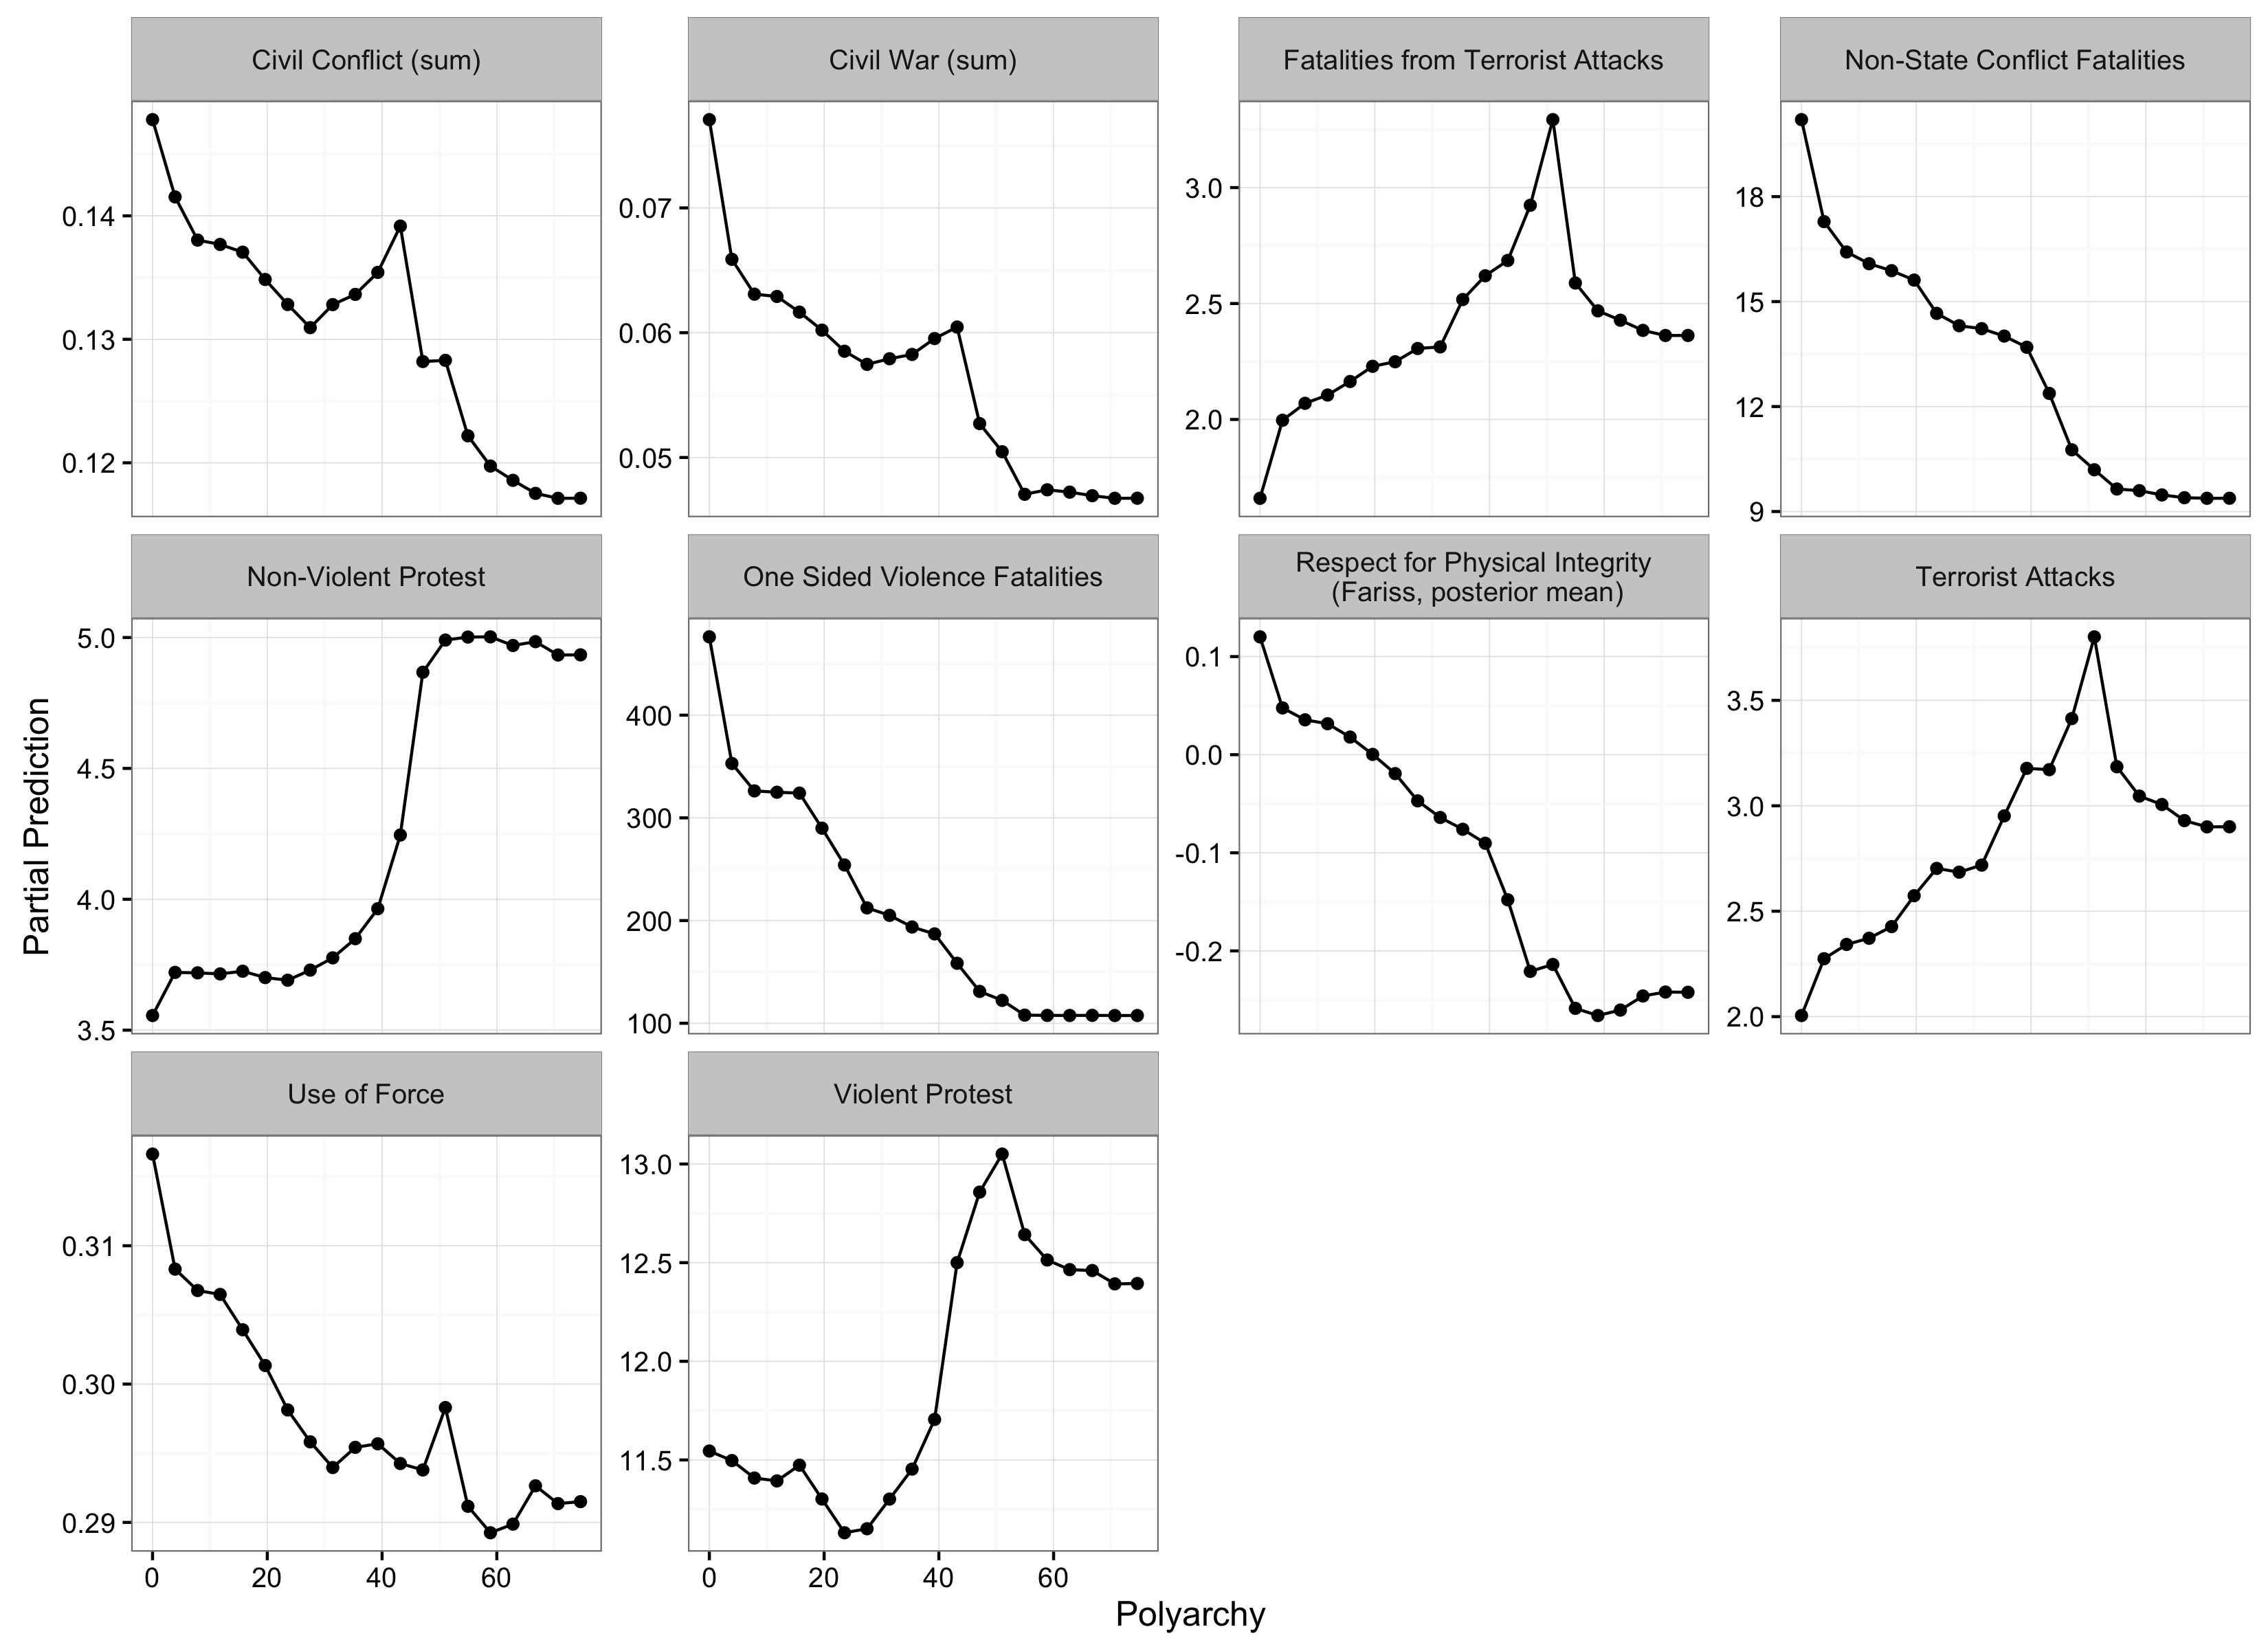 Civil Conflict (sum)
Civil War (sum)
Fatalities from Terrorist Attacks
Non-State Conflict Fatalities
0.14
0.13
0.12
0.07
0.06
0.05
3.0
2.5
2.0
18
15
12
9
Non-Violent Protest
One Sided Violence Fatalities
Respect for Physical Integrity
(Fariss, posterior mean)
Terrorist Attacks
5.0
4.5
4.0
3.5
400
300
200
100
0.1
0.0
-0.1
-0.2
3.5
3.0
2.5
2.0
Partial Prediction
Use of Force
Violent Protest
0.31
0.30
0.29
13.0
12.5
12.0
11.5
0 20 40 60
0 20 40 60
Polyarchy